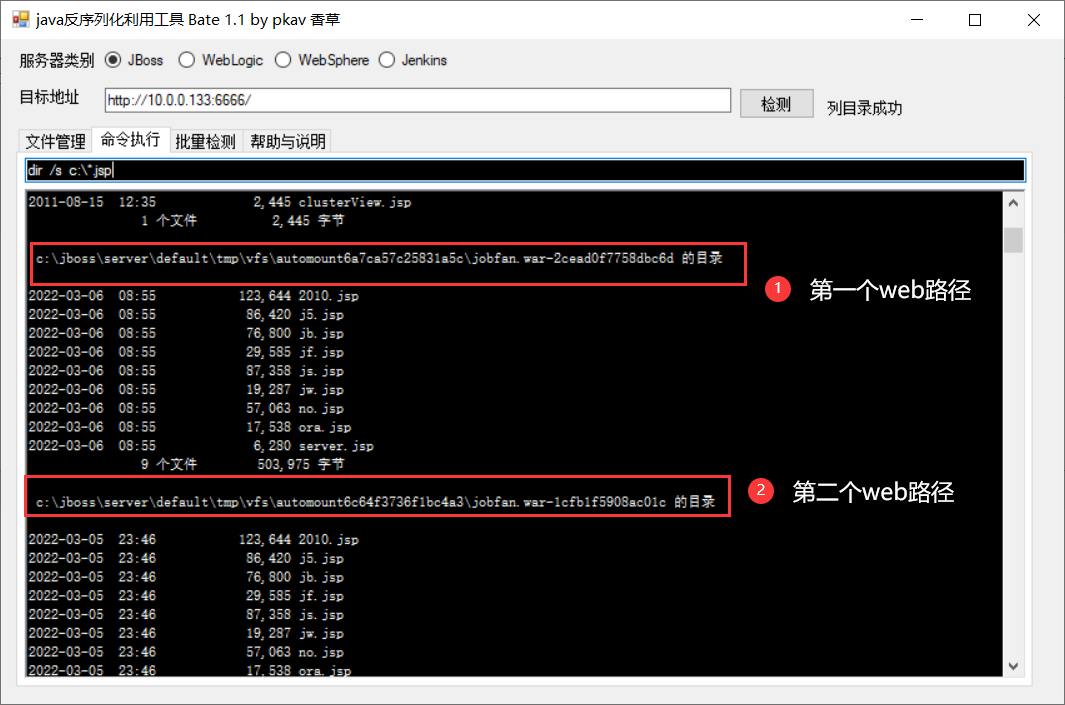 java反序列化利用工具 Bate 1.1 by pkav 香草
服务器类别 JBoss WebLogic WebSphere Jenkins
目标地址 http://10.0.0.133:6666/ 检测 列目录成功
文件管理 命令执行 批量检测 帮助与说明
dir /s c:\*.jsp
2011-08-15 12:35 2,445 clusterView.jsp
1 个文件 2,445 字节
c:\jboss\server\default\tmp\vfs\automount6a7ca57c25831a5c\jobfan.war-2cead0f7758dbc6d 的目录
1 第一个web路径
2022-03-06 08:55 123,644 2010.jsp
2022-03-06 08:55 86,420 j5.jsp
2022-03-06 08:55 76,800 jb.jsp
2022-03-06 08:55 29,585 jf.jsp
2022-03-06 08:55 87,358 js.jsp
2022-03-06 08:55 19,287 jw.jsp
2022-03-06 08:55 57,063 no.jsp
2022-03-06 08:55 17,538 ora.jsp
2022-03-06 08:55 6,280 server.jsp
9 个文件 503,975 字节
c:\jboss\server\default\tmp\vfs\automount6c64f3736f1bc4a3\jobfan.war-1cfb1f5908ac01c 的目录
2 第二个web路径
2022-03-05 23:46 123,644 2010.jsp
2022-03-05 23:46 86,420 j5.jsp
2022-03-05 23:46 76,800 jb.jsp
2022-03-05 23:46 29,585 jf.jsp
2022-03-05 23:46 87,358 js.jsp
2022-03-05 23:46 19,287 jw.jsp
2022-03-05 23:46 57,063 no.jsp
2022-03-05 23:46 17,538 ora.jsp